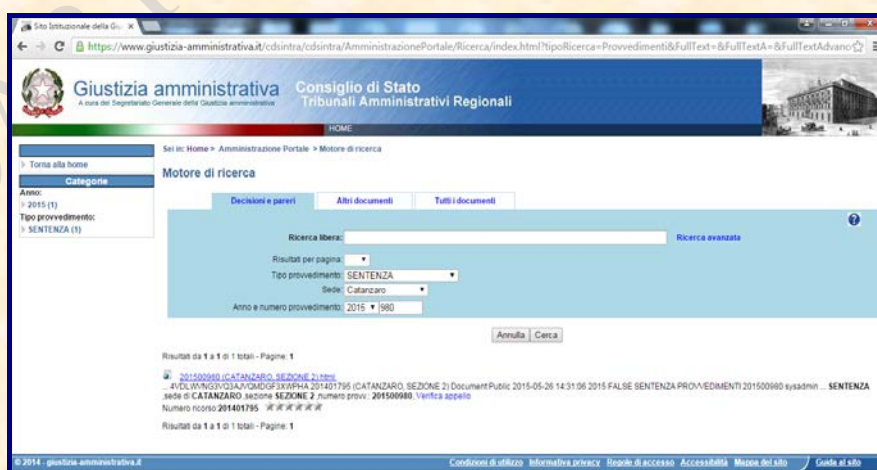 Sito Istituzionale della Giu
https://www.giustizia-amministrativa.it/cdsintra/cdsintra/AmministrazionePortale/Ricerca/index.html?tipoRicerca=Provvedimenti&FullText=&FullTextA=&FullTextAdvanc
Giustizia amministrativa
A cura del Segretariato Generale della Giustizia amministrativa
Consiglio di Stato
Tribunali Amministrativi Regionali
HOME
Sei in: Home > Amministrazione Portale > Motore di ricerca
Torna alla home
Categorie
Anno:
2015 (1)
Tipo provvedimento:
SENTENZA (1)
Motore di ricerca
Decisioni e pareri Altri documenti Tutti i documenti
Ricerca libera: Ricerca avanzata
Risultati per pagina:
Tipo provvedimento: SENTENZA
Sede: Catanzaro
Anno e numero provvedimento: 2015 980
Annulla Cerca
Risultati da 1 a 1 di 1 totali - Pagine: 1
201500980 (CATANZARO, SEZIONE 2).html
(CATANZARO, SEZIONE 2) Document Public 2015-05-26 14:31:06 2015 FALSE SENTENZA PROVVEDIMENTI 201500980 sysadmin ... SENTENZA
,sede di CATANZARO ,sezione SEZIONE 2 ,numero provv.: 201500980, Verifica appello
Numero ricorso: 201401795
Risultati da 1 a 1 di 1 totali - Pagine: 1
© 2014 - giustizia-amministrativa.it
Condizioni di utilizzo Informativa privacy Regole di accesso Accessibilità Mappa del sito Guida al sito